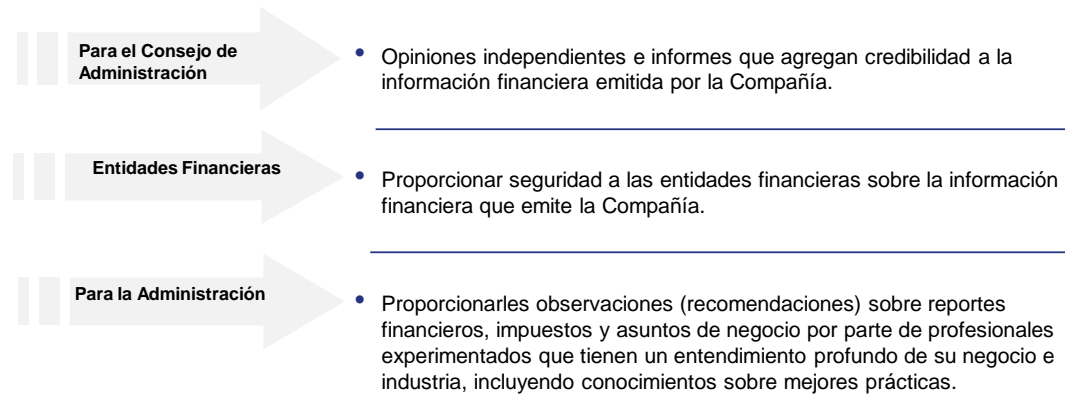 Para el Consejo de
Administración
• Opiniones independientes e informes que agregan credibilidad a la
información financiera emitida por la Compañía.
Entidades Financieras
• Proporcionar seguridad a las entidades financieras sobre la información
financiera que emite la Compañía.
Para la Administración
• Proporcionarles observaciones (recomendaciones) sobre reportes
financieros, impuestos y asuntos de negocio por parte de profesionales
experimentados que tienen un entendimiento profundo de su negocio e
industria, incluyendo conocimientos sobre mejores prácticas.